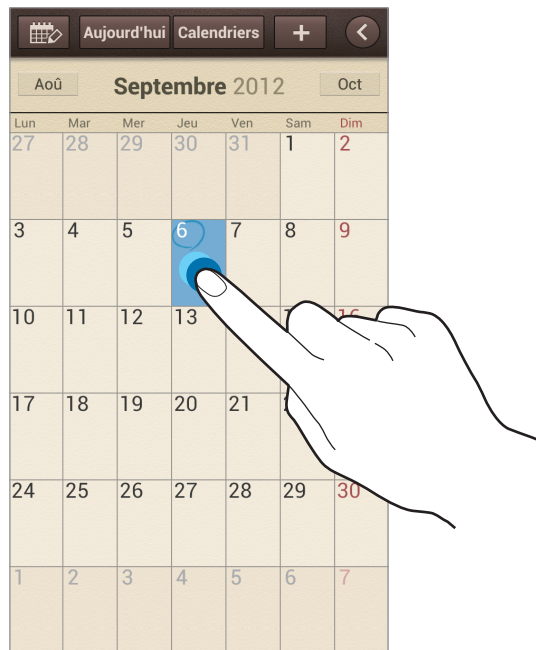 Aujourd'hui Calendriers
Aoû Septembre 2012 Oct
Lun Mar Mer Jeu Ven Sam Dim
27 28 29 30 31 1 2
3 4 5 6 7 8 9
10 11 12 13 16
17 18 19 20 21
24 25 26 27 28 29 30
1 2 3 4 5 6 7